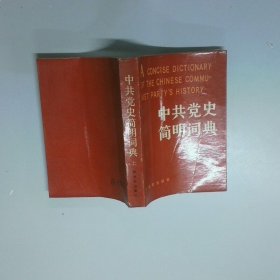 A CONCISE DICTIONARY
OF THE CHINESE COMMU-
NIST PARTY'S HISTORY
中共党史
简明词典
中共党史简明词典
上